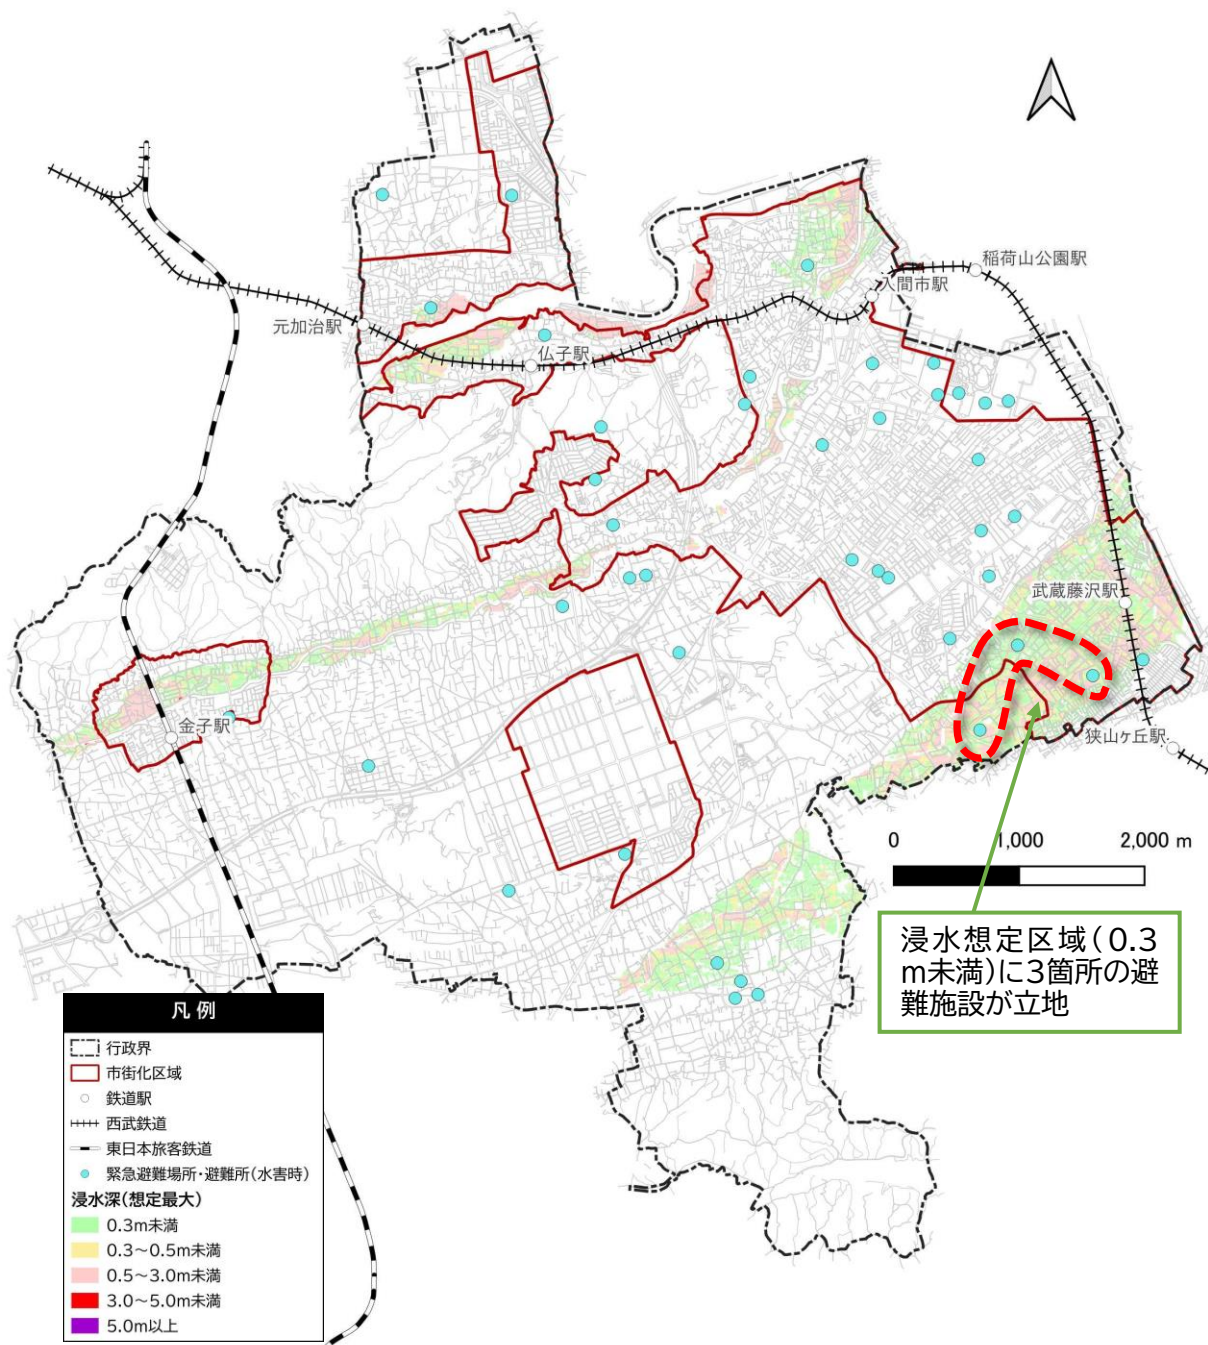 稲荷山公園駅
入間市駅
元加治駅
仏子駅
武蔵藤沢駅
金子駅
狭山ヶ丘駅
0 1,000 2,000 m
浸水想定区域(0.3
m未満)に3箇所の避
難施設が立地
凡例
行政界
市街化区域
鉄道駅
西武鉄道
東日本旅客鉄道
緊急避難場所・避難所(水害時)
浸水深(想定最大)
0.3m未満
0.3~0.5m未満
0.5~3.0m未満
3.0~5.0m未満
5.0m以上